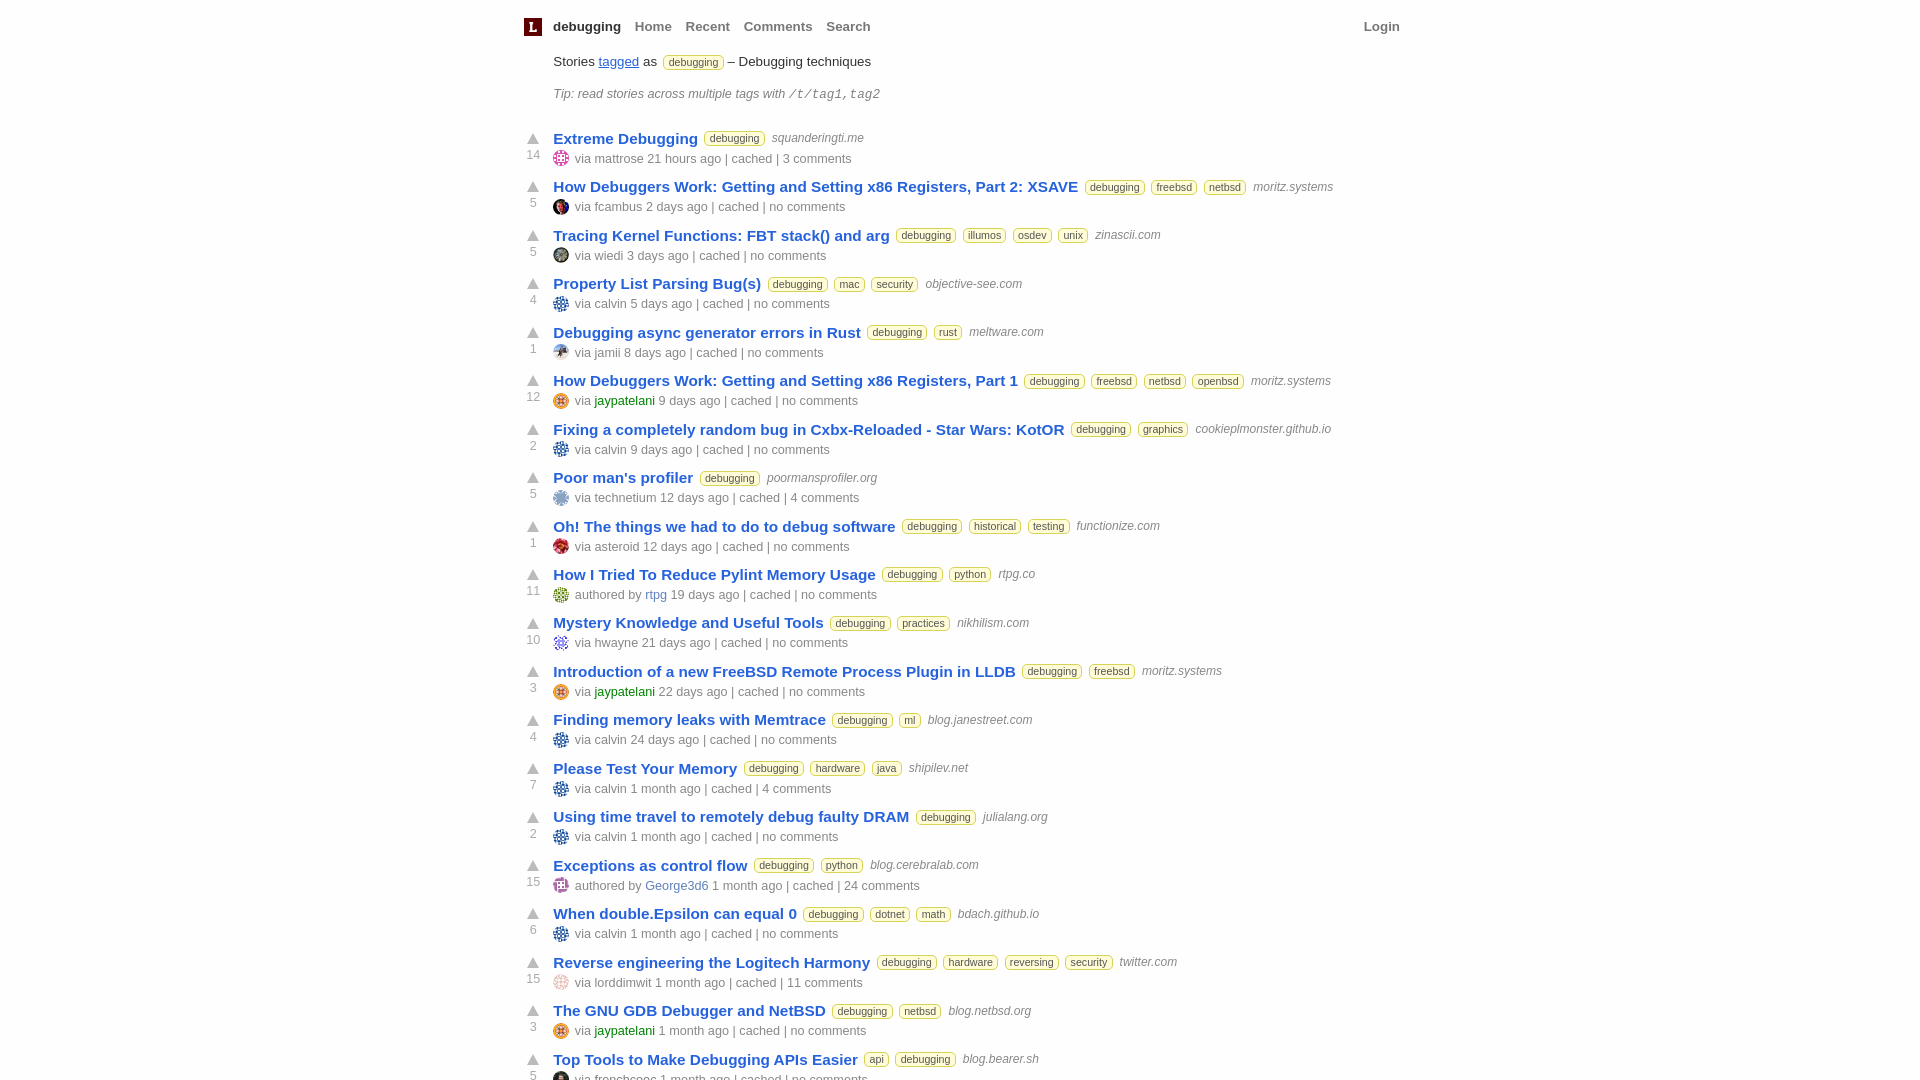 L debugging Home Recent Comments Search Login
Stories tagged as debugging – Debugging techniques
Tip: read stories across multiple tags with /t/tag1,tag2
Extreme Debugging debugging squanderingti.me
14 via mattrose 21 hours ago | cached | 3 comments
How Debuggers Work: Getting and Setting x86 Registers, Part 2: XSAVE debugging freebsd netbsd moritz.systems
5 via fcambus 2 days ago | cached | no comments
Tracing Kernel Functions: FBT stack() and arg debugging illumos osdev unix zinascii.com
5 via wiedi 3 days ago | cached | no comments
Property List Parsing Bug(s) debugging mac security objective-see.com
4 via calvin 5 days ago | cached | no comments
Debugging async generator errors in Rust debugging rust meltware.com
1 via jamii 8 days ago | cached | no comments
How Debuggers Work: Getting and Setting x86 Registers, Part 1 debugging freebsd netbsd openbsd moritz.systems
12 via jaypatelani 9 days ago | cached | no comments
Fixing a completely random bug in Cxbx-Reloaded - Star Wars: KotOR debugging graphics cookieplmonster.github.io
2 via calvin 9 days ago | cached | no comments
Poor man's profiler debugging poormansprofiler.org
5 via technetium 12 days ago | cached | 4 comments
Oh! The things we had to do to debug software debugging historical testing functionize.com
1 via asteroid 12 days ago | cached | no comments
How I Tried To Reduce Pylint Memory Usage debugging python rtpg.co
11 authored by rtpg 19 days ago | cached | no comments
Mystery Knowledge and Useful Tools debugging practices nikhilism.com
10 via hwayne 21 days ago | cached | no comments
Introduction of a new FreeBSD Remote Process Plugin in LLDB debugging freebsd moritz.systems
3 via jaypatelani 22 days ago | cached | no comments
Finding memory leaks with Memtrace debugging ml blog.janestreet.com
4 via calvin 24 days ago | cached | no comments
Please Test Your Memory debugging hardware java shipilev.net
7 via calvin 1 month ago | cached | 4 comments
Using time travel to remotely debug faulty DRAM debugging julialang.org
2 via calvin 1 month ago | cached | no comments
Exceptions as control flow debugging python blog.cerebralab.com
15 authored by George3d6 1 month ago | cached | 24 comments
When double.Epsilon can equal 0 debugging dotnet math bdach.github.io
6 via calvin 1 month ago | cached | no comments
Reverse engineering the Logitech Harmony debugging hardware reversing security twitter.com
15 via lorddimwit 1 month ago | cached | 11 comments
The GNU GDB Debugger and NetBSD debugging netbsd blog.netbsd.org
3 via jaypatelani 1 month ago | cached | no comments
Top Tools to Make Debugging APIs Easier api debugging blog.bearer.sh
5 via 1 month ago | cached | no comments